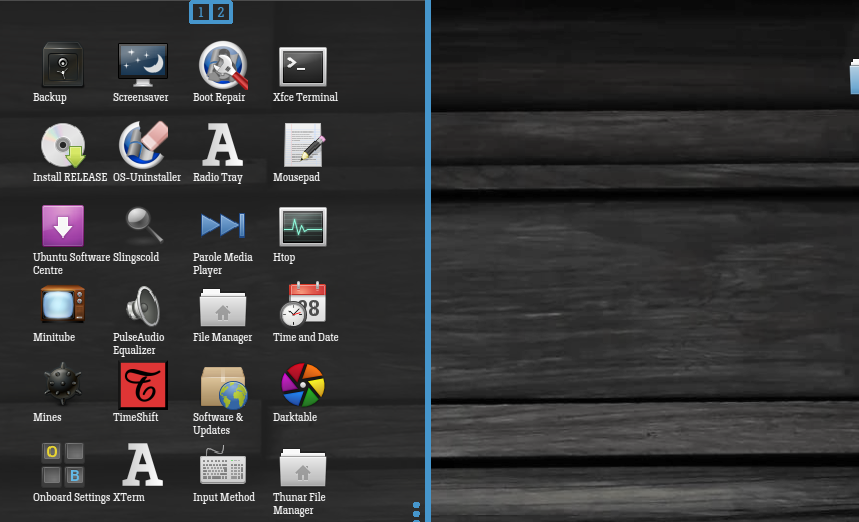 1 2
Backup Screensaver Boot Repair Xfce Terminal
Install RELEASE OS-Uninstaller Radio Tray Mousepad
Ubuntu Software Centre Slingscold Parole Media Player Htop
28
Minitube PulseAudio Equalizer File Manager Time and Date
Mines TimeShift Software & Updates Darktable
O
B
Onboard Settings XTerm Input Method Thunar File Manager